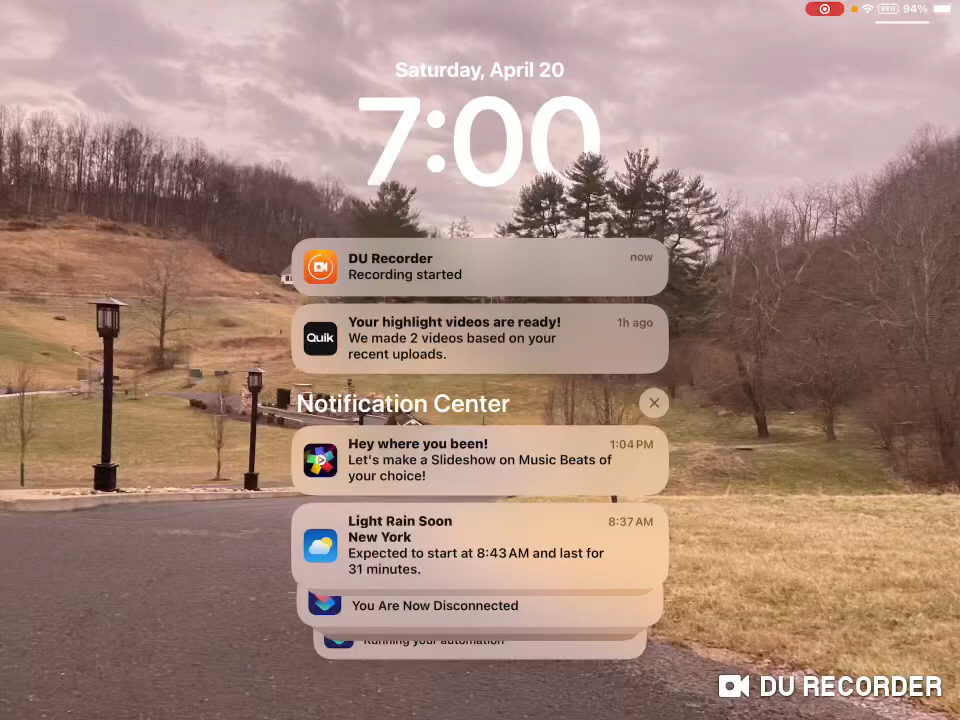 VPN 94%
Saturday, April 20
7:00
DU Recorder now
Recording started
Your highlight videos are ready! 1h ago
Quik
We made 2 videos based on your
recent uploads.
Notification Center
Hey where you been! 1:04 PM
Let's make a Slideshow on Music Beats of
your choice!
Light Rain Soon 8:37 AM
New York
Expected to start at 8:43 AM and last for
31 minutes.
You Are Now Disconnected
Running your automation
DU RECORDER